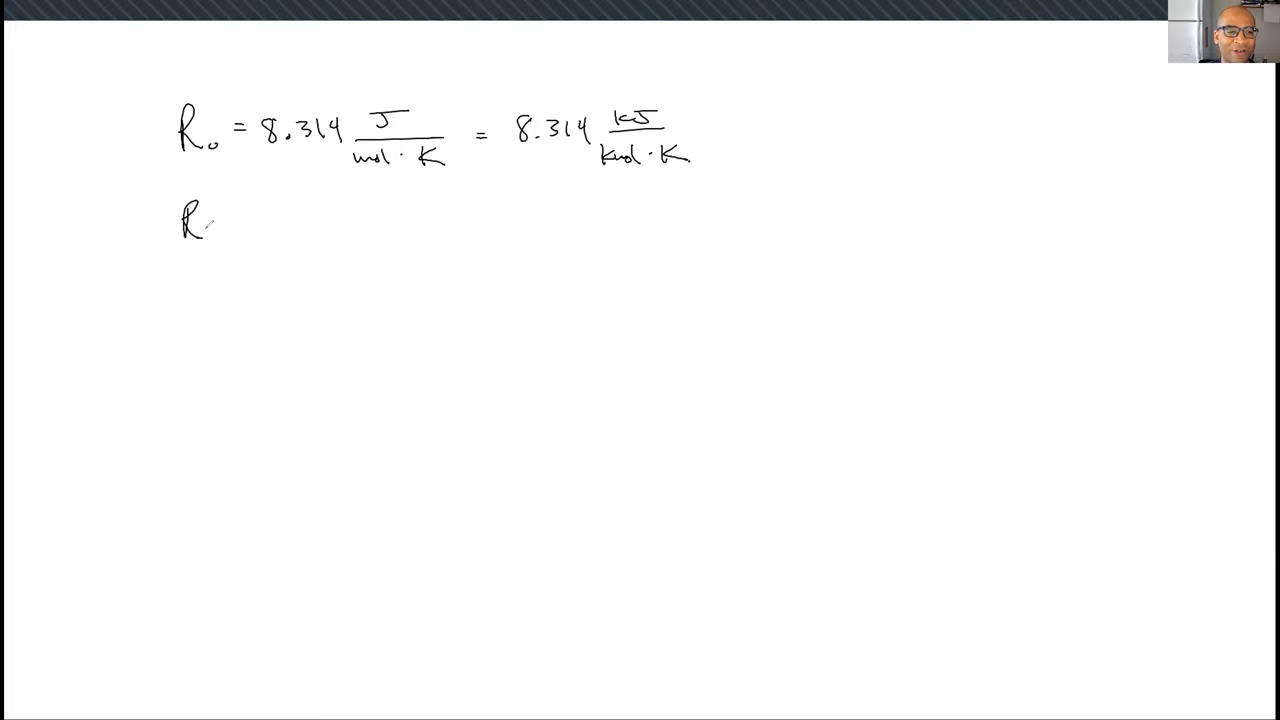 R₀ = 8.314 J/mol · K = 8.314 kJ/kmol · K
R